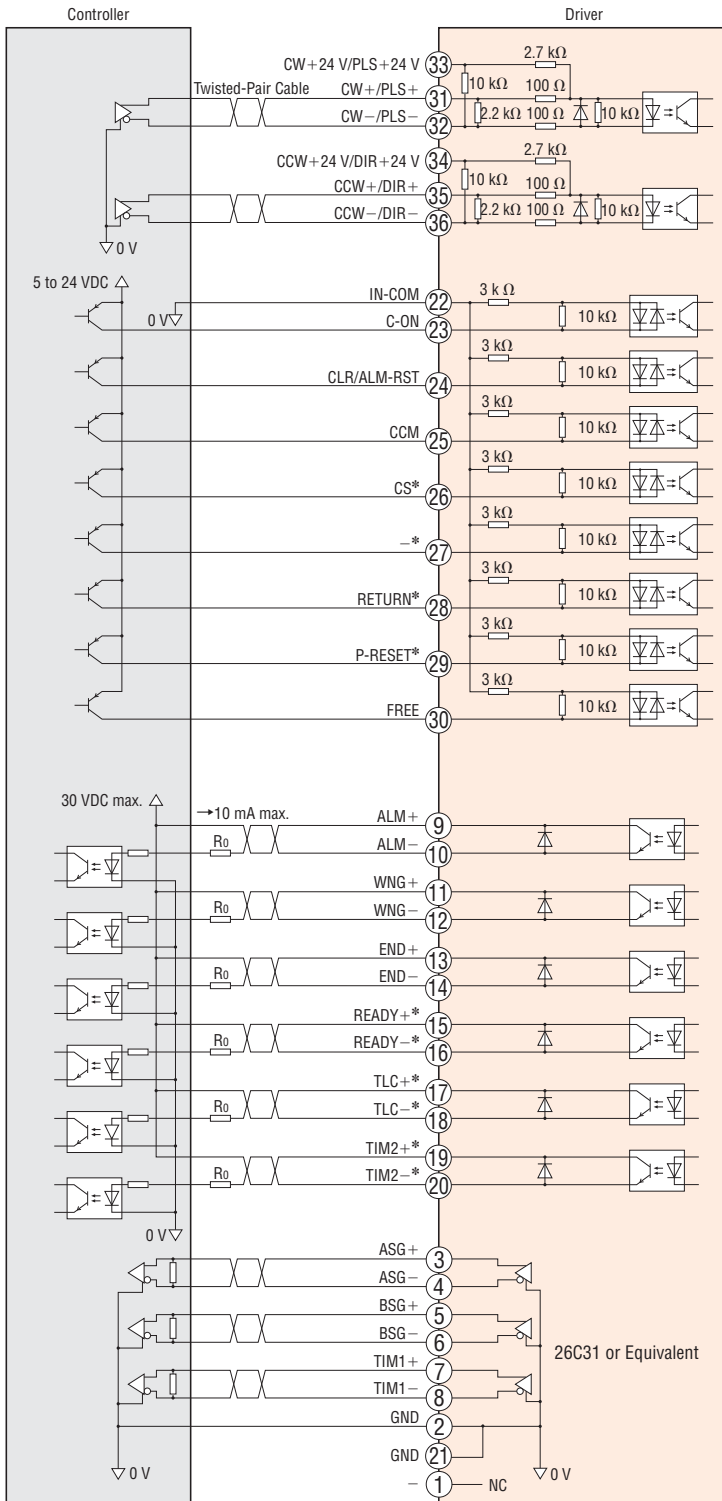 Controller
Driver
CW+24 V/PLS+24 V 33 2.7 kΩ
10 kΩ
Twisted-Pair Cable CW+/PLS+ 31 100 Ω
CW−/PLS− 32 2.2 kΩ 100 Ω 10 kΩ
CCW+24 V/DIR+24 V 34 2.7 kΩ
10 kΩ
CCW+/DIR+ 35 100 Ω
CCW−/DIR− 36 2.2 kΩ 100 Ω 10 kΩ
0 V
5 to 24 VDC
IN-COM 22 3 k Ω
0 V C-ON 23 10 kΩ
3 kΩ
CLR/ALM-RST 24 10 kΩ
3 kΩ
CCM 25 10 kΩ
3 kΩ
CS* 26 10 kΩ
3 kΩ
−* 27 10 kΩ
3 kΩ
RETURN* 28 10 kΩ
3 kΩ
P-RESET* 29 10 kΩ
3 kΩ
FREE 30 10 kΩ
30 VDC max.
→10 mA max. ALM+ 9
R0 ALM− 10
WNG+ 11
R0 WNG− 12
END+ 13
R0 END− 14
READY+* 15
R0 READY−* 16
TLC+* 17
R0 TLC−* 18
TIM2+* 19
R0 TIM2−* 20
0 V
ASG+ 3
ASG− 4
BSG+ 5
BSG− 6
26C31 or Equivalent
TIM1+ 7
TIM1− 8
GND 2
GND 21
0 V
0 V
− 1 NC